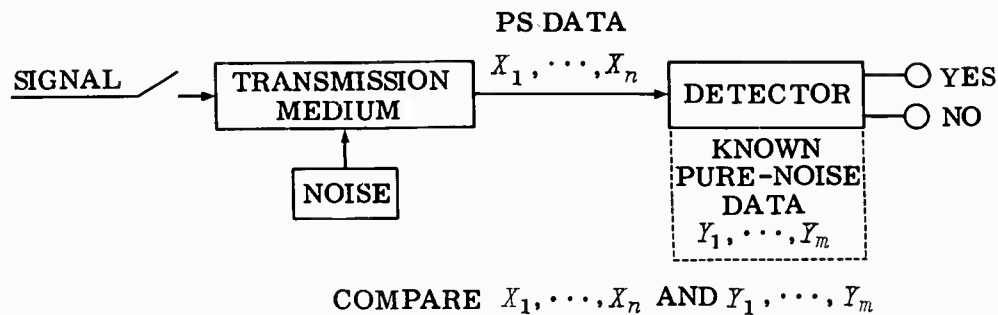 PS DATA
X₁, ···, Xₙ
SIGNAL
TRANSMISSION
MEDIUM
DETECTOR
YES
NO
NOISE
KNOWN
PURE-NOISE
DATA
Y₁, ···, Yₘ
COMPARE X₁, ···, Xₙ AND Y₁, ···, Yₘ